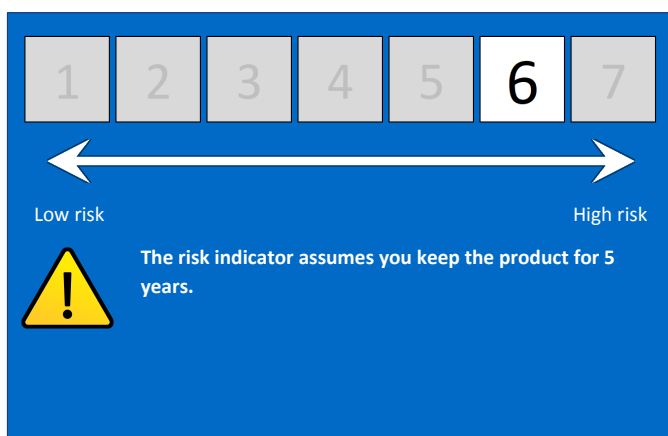 1 2 3 4 5 6 7
Low risk High risk
The risk indicator assumes you keep the product for 5
years.